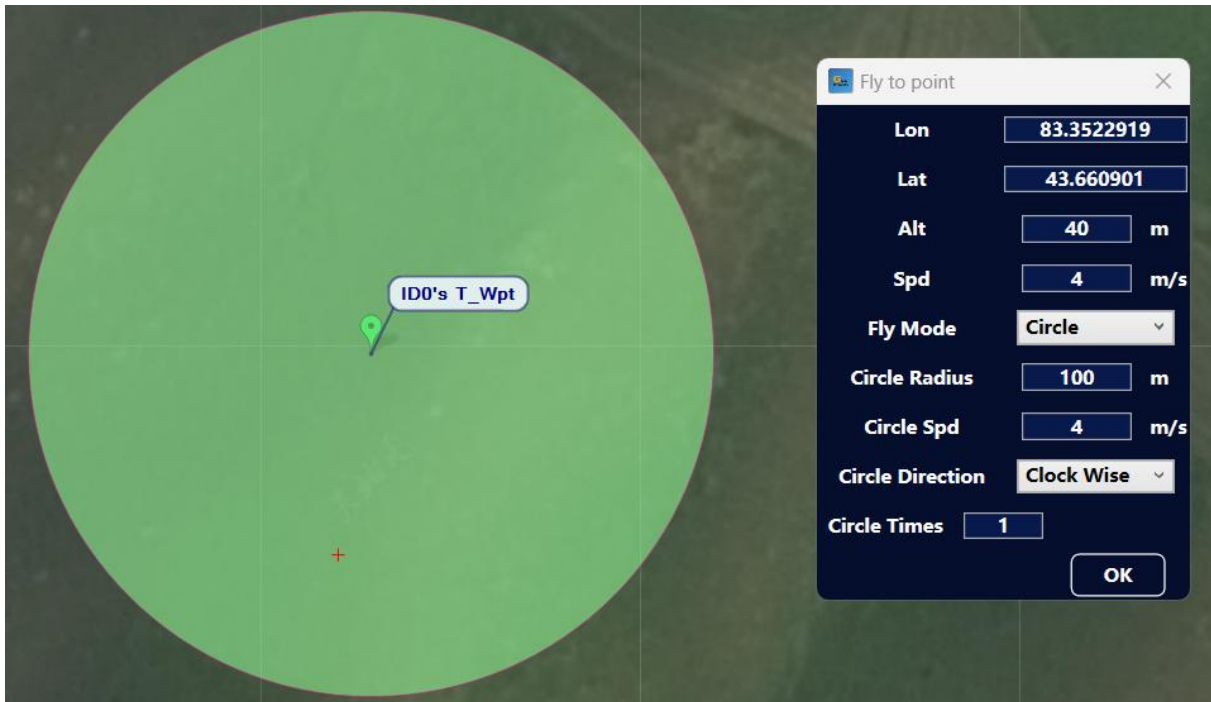 ID0's T_Wpt
Fly to point
Lon 83.3522919
Lat 43.660901
Alt 40 m
Spd 4 m/s
Fly Mode Circle
Circle Radius 100 m
Circle Spd 4 m/s
Circle Direction Clock Wise
Circle Times 1
OK